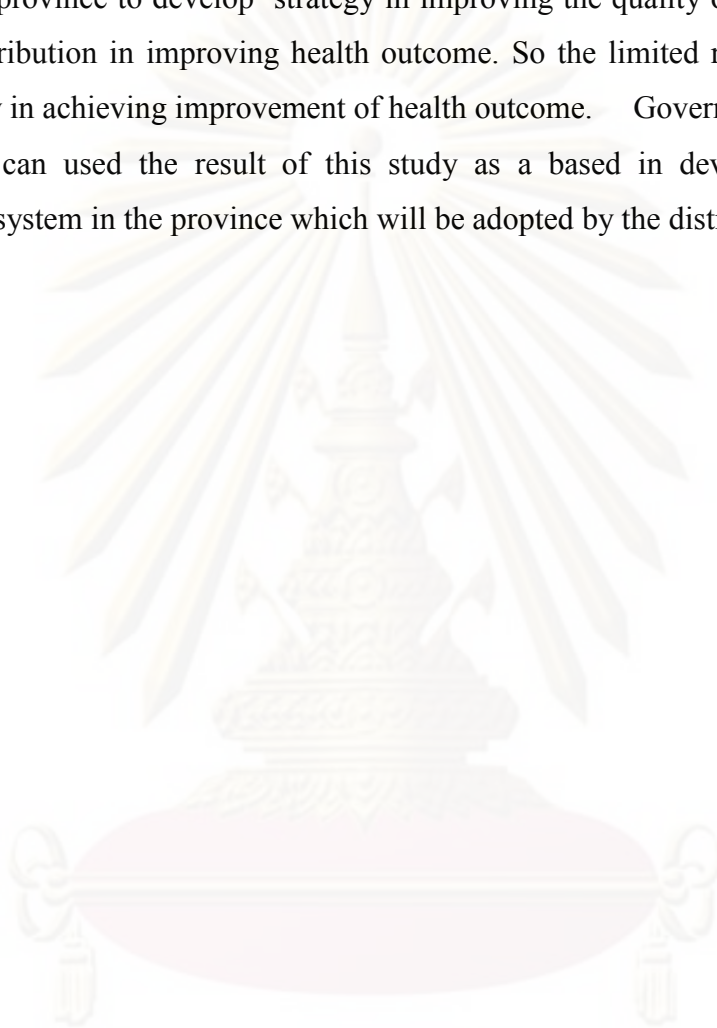 province to develop strategy in improving the quality
ribution in improving health outcome. So the limited
in achieving improvement of health outcome. Govern
can used the result of this study as a based in dev
system in the province which will be adopted by the dist